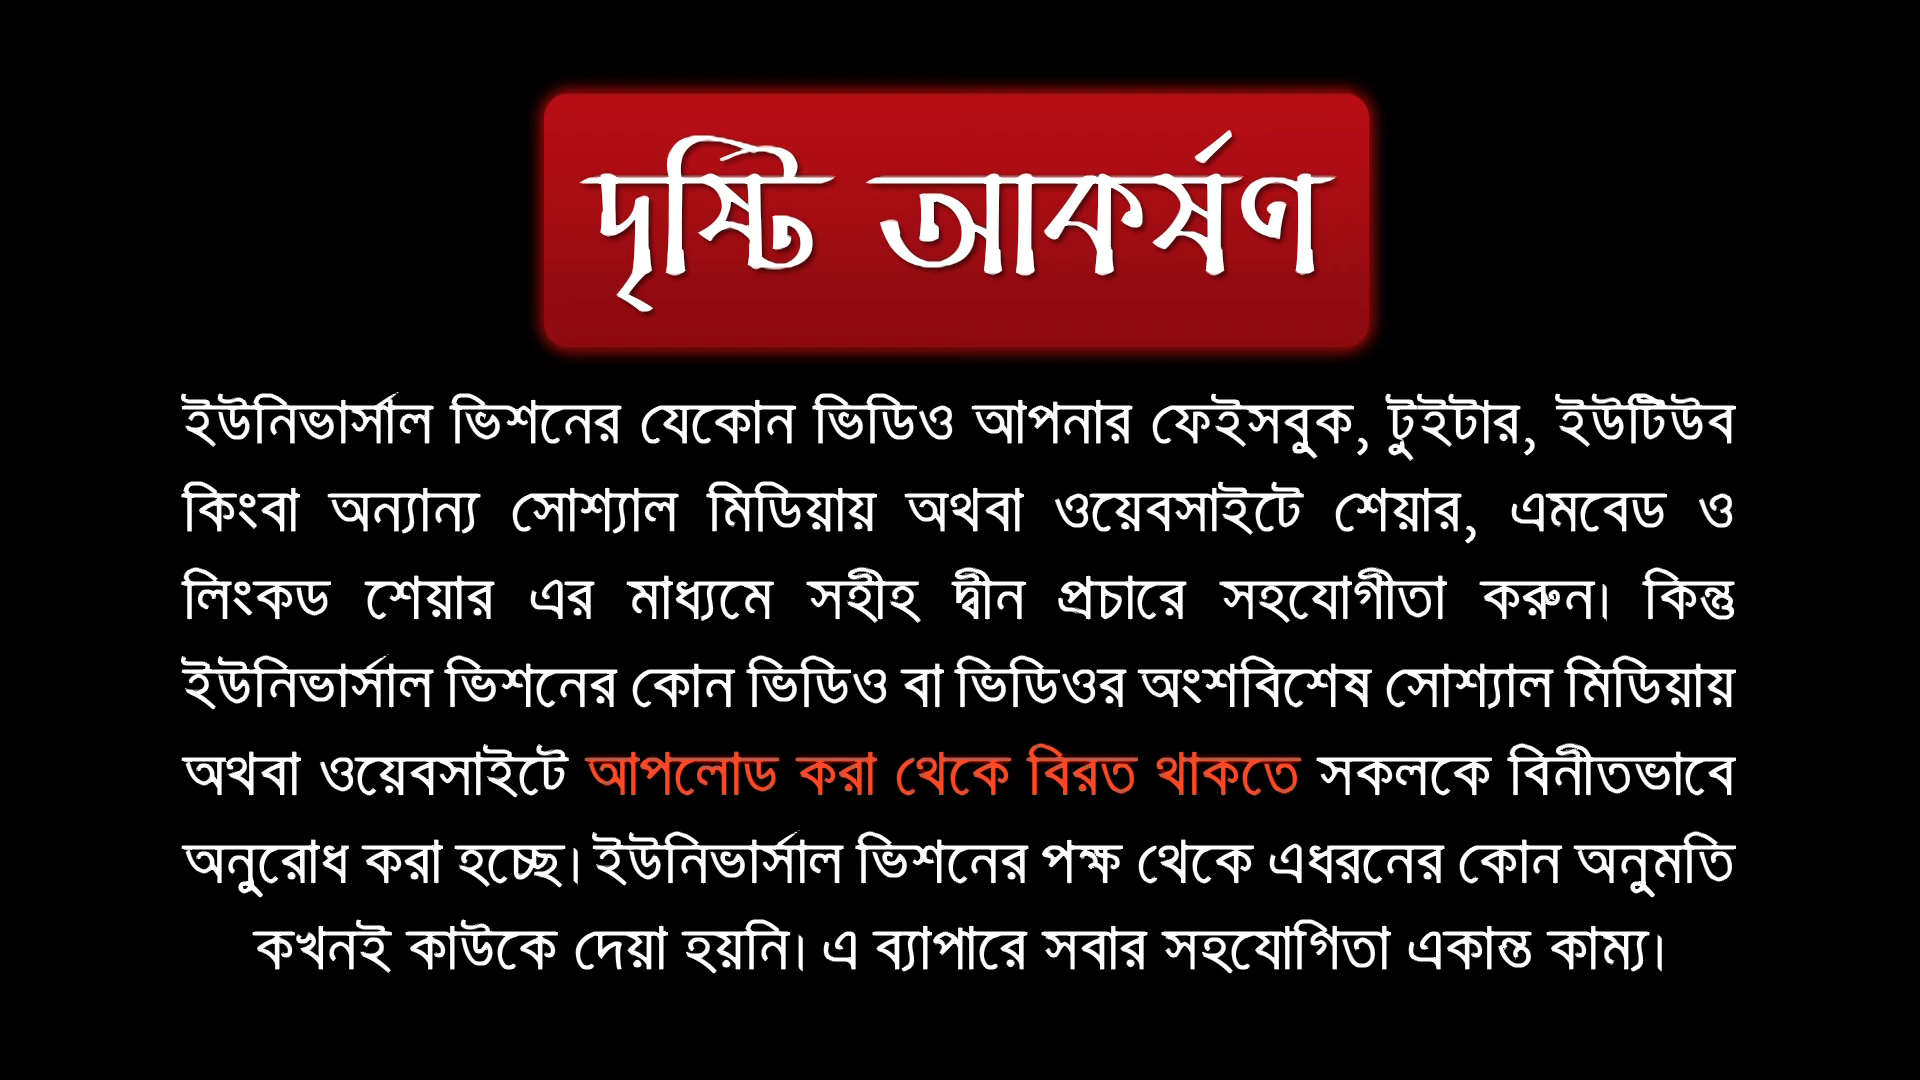 দৃষ্টি আকর্ষণ
ইউনিভার্সাল ভিশনের যেকোন ভিডিও আপনার ফেইসবুক, টুইটার, ইউটিউব
কিংবা অন্যান্য সোশ্যাল মিডিয়ায় অথবা ওয়েবসাইটে শেয়ার, এমবেড ও
লিংকড শেয়ার এর মাধ্যমে সহীহ দ্বীন প্রচারে সহযোগীতা করুন। কিন্তু
ইউনিভার্সাল ভিশনের কোন ভিডিও বা ভিডিওর অংশবিশেষ সোশ্যাল মিডিয়ায়
অথবা ওয়েবসাইটে আপলোড করা থেকে বিরত থাকতে সকলকে বিনীতভাবে
অনুরোধ করা হচ্ছে। ইউনিভার্সাল ভিশনের পক্ষ থেকে এধরনের কোন অনুমতি
কখনই কাউকে দেয়া হয়নি। এ ব্যাপারে সবার সহযোগিতা একান্ত কাম্য।